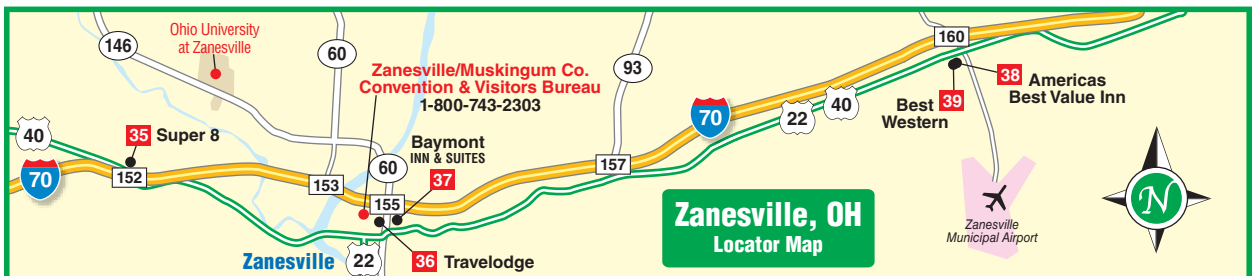 Ohio University
at Zanesville
146
60
Zanesville/Muskingum Co.
Convention & Visitors Bureau
1-800-743-2303
93
160
38 Americas
Best Value Inn
Best 39
Western
70
22
40
40
35 Super 8
Baymont
INN & SUITES
60
37
157
70
152
153
155
Zanesville, OH
Locator Map
N
Zanesville
Municipal Airport
Zanesville
22
36 Travelodge